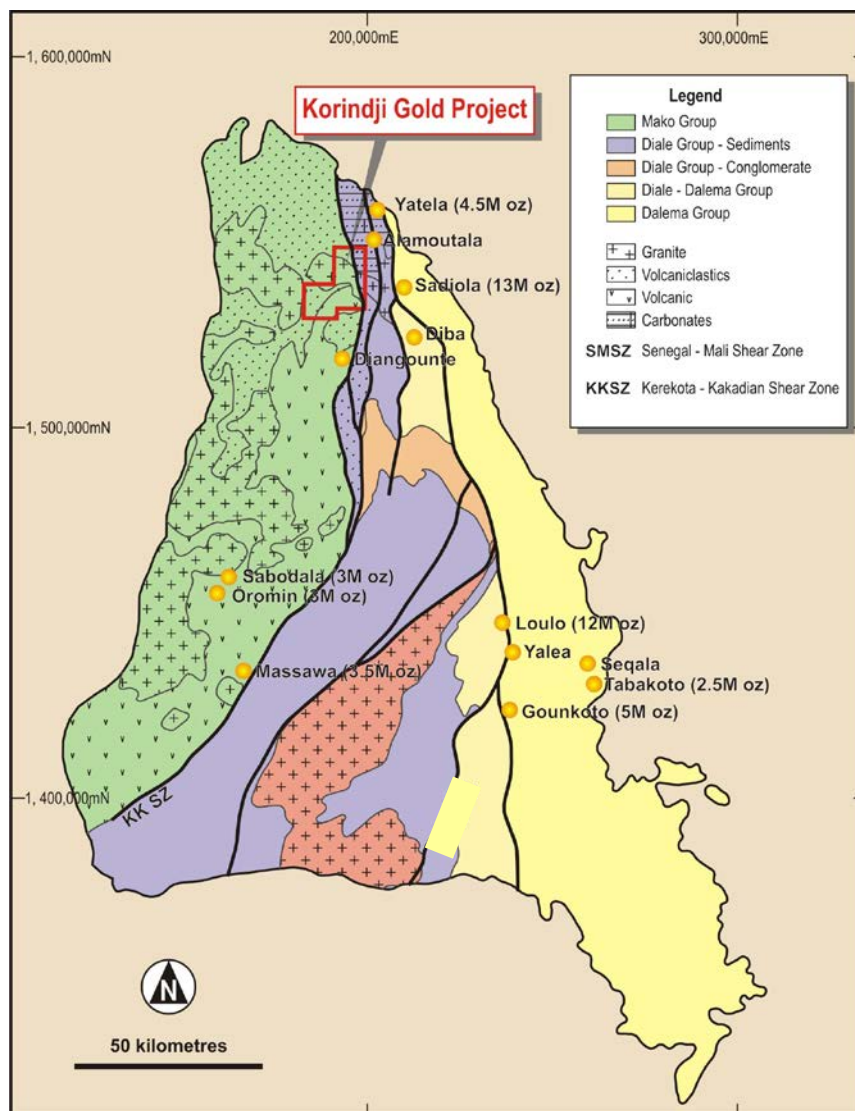 200,000mE
300,000mE
1,600,000mN
Korindji Gold Project
Legend
Mako Group
Diale Group - Sediments
Diale Group - Conglomerate
Diale - Dalema Group
Dalema Group
Granite
Volcaniclastics
Volcanic
Carbonates
SMSZ Senegal - Mali Shear Zone
KKSZ Kerekota - Kakadian Shear Zone
Yatela (4.5M oz)
Alamoutala
Sadiola (13M oz)
Diba
Diangounte
1,500,000mN
Sabodala (3M oz)
Oromin (3M oz)
Loulo (12M oz)
Yalea
Seqala
Massawa (3.5M oz)
Tabakoto (2.5M oz)
Gounkoto (5M oz)
1,400,000mN
KK SZ
N
50 kilometres